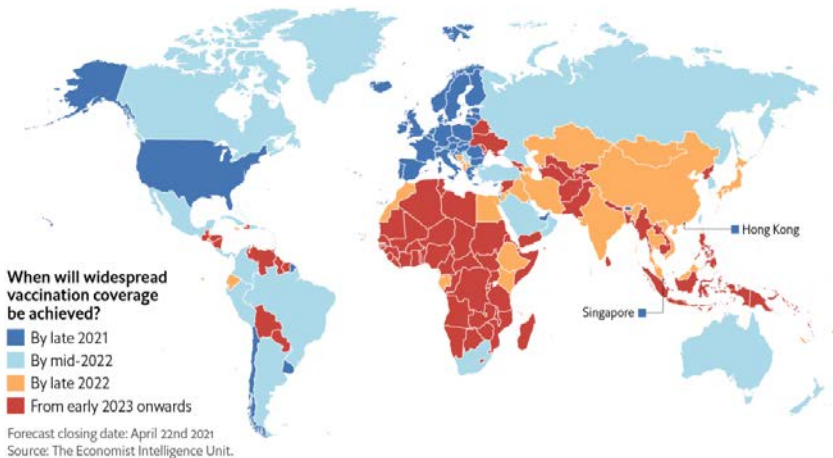 Hong Kong
Singapore
When will widespread
vaccination coverage
be achieved?
By late 2021
By mid-2022
By late 2022
From early 2023 onwards
Forecast closing date: April 22nd 2021
Source: The Economist Intelligence Unit.